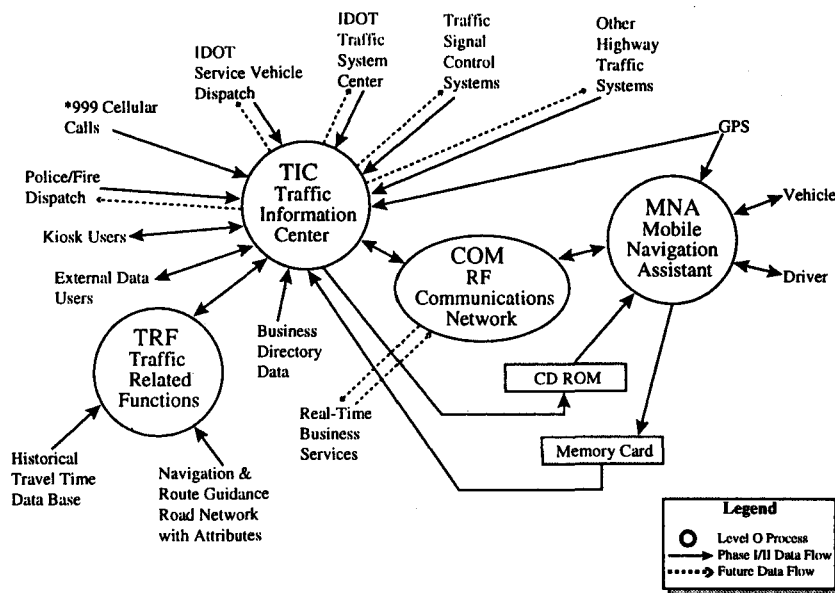 IDOT
Service Vehicle
Dispatch
IDOT
Traffic
System
Center
Traffic
Signal
Control
Systems
Other
Highway
Traffic
Systems
*999 Cellular
Calls
GPS
Police/Fire
Dispatch
TIC
Traffic
Information
Center
MNA
Mobile
Navigation
Assistant
Vehicle
Driver
Kiosk Users
External Data
Users
COM
RF
Communications
Network
TRF
Traffic
Related
Functions
Business
Directory
Data
CD ROM
Real-Time
Business
Services
Memory Card
Historical
Travel Time
Data Base
Navigation &
Route Guidance
Road Network
with Attributes
Legend
Level O Process
Phase I/II Data Flow
Future Data Flow